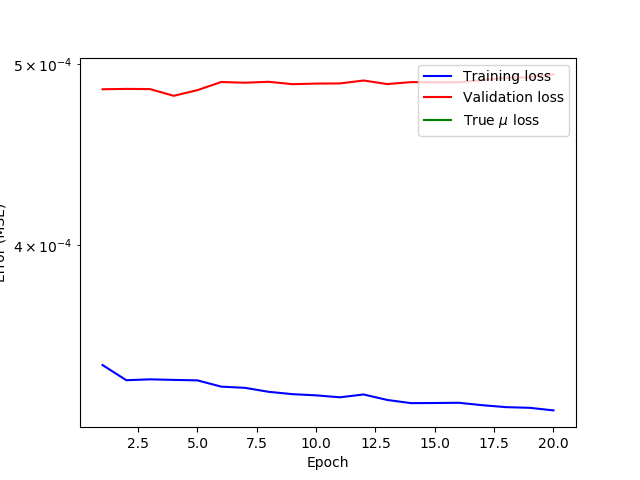 5 × 10⁻⁴
4 × 10⁻⁴
Training loss
Validation loss
True μ loss
2.5 5.0 7.5 10.0 12.5 15.0 17.5 20.0
Epoch